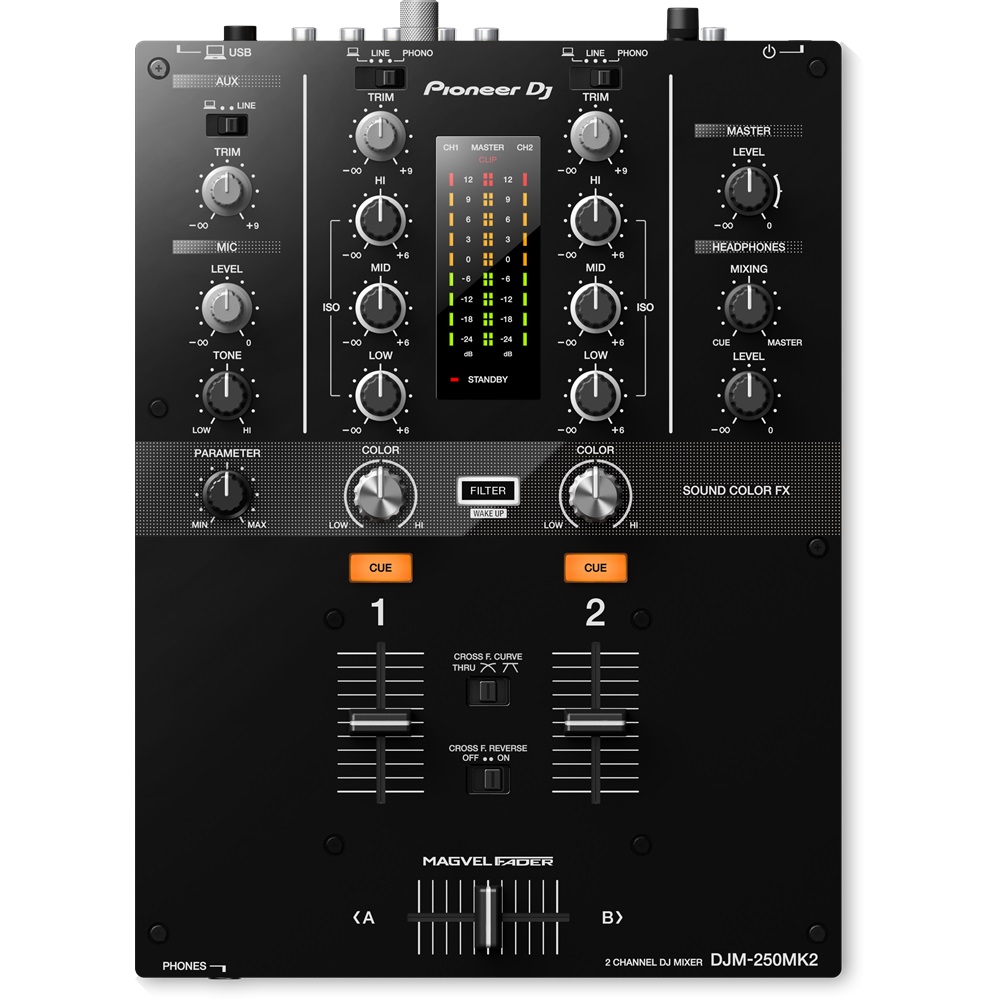 USB
LINE PHONO
LINE PHONO
AUX
LINE
TRIM
-∞ +9
MIC
LEVEL
-∞ 0
TONE
LOW HI
TRIM
-∞ +9
HI
-∞ +6
MID
-∞ +6
ISO
LOW
-∞ +6
Pioneer Dj
CH1 MASTER CH2
CLIP
12 12
9 9
6 6
3 3
0 0
-6 -6
-12 -12
-18 -18
-24 -24
dB dB
STANDBY
TRIM
-∞ +9
HI
-∞ +6
MID
-∞ +6
ISO
LOW
-∞ +6
MASTER
LEVEL
-∞ 0
HEADPHONES
MIXING
CUE MASTER
LEVEL
-∞ 0
PARAMETER
MIN MAX
COLOR
LOW HI
FILTER
WAKE UP
COLOR
LOW HI
SOUND COLOR FX
CUE
CUE
1
2
CROSS F. CURVE
THRU
CROSS F. REVERSE
OFF ON
MAGVEL FADER
A B
PHONES
2 CHANNEL DJ MIXER DJM-250MK2